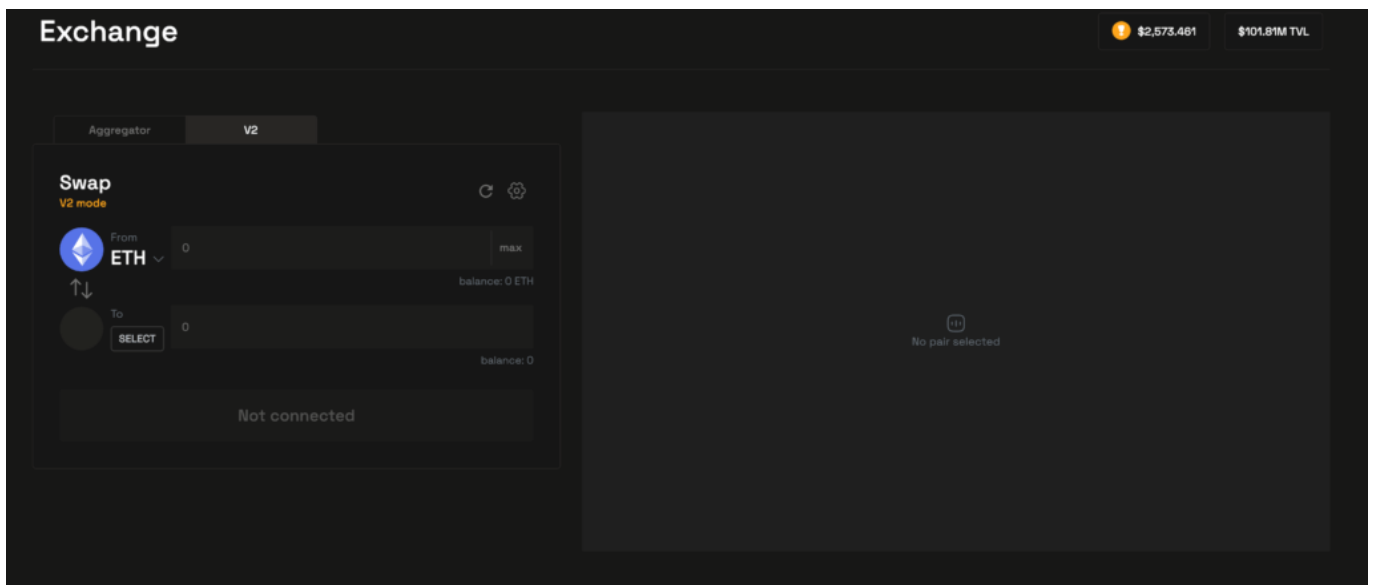 Exchange
$2,573.461
$101.81M TVL
Aggregator
V2
Swap
V2 mode
From
ETH
0
max
balance: 0 ETH
To
SELECT
0
balance: 0
Not connected
No pair selected